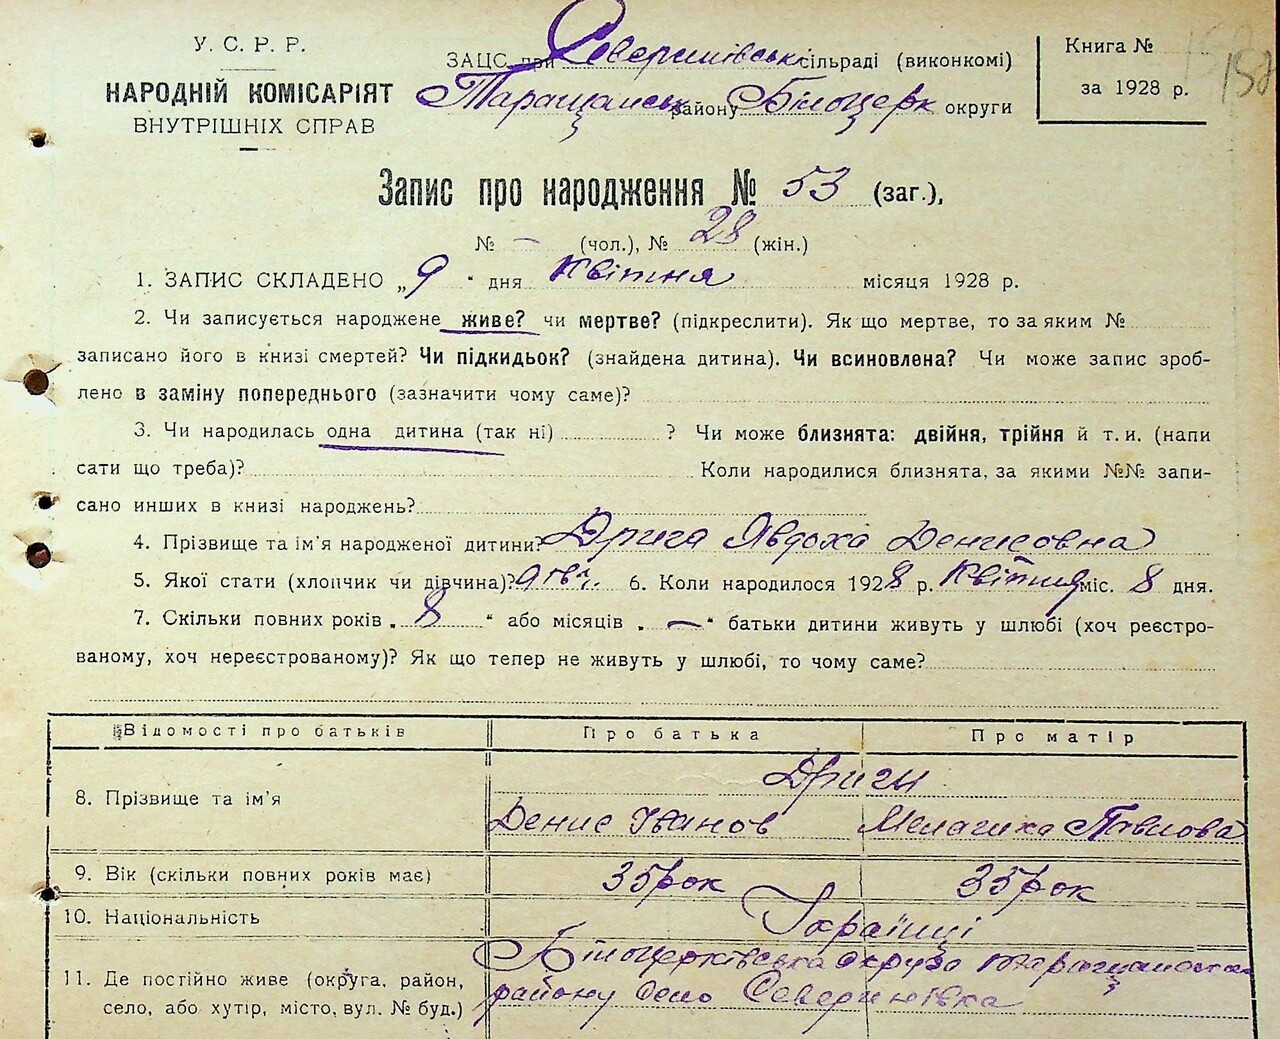 У. С. Р. Р.
НАРОДНІЙ КОМІСАРІЯТ
ВНУТРІШНІХ СПРАВ
ЗАЦС при Северинівськ сільраді (виконкомі)
Таращанськ району Білоцерк округи
Книга №
за 1928 р.
Запис про народження № 53 (заг.),
№ — (чол.), № 28 (жін.)
1. ЗАПИС СКЛАДЕНО „9" дня Квітня місяця 1928 р.
2. Чи записується народжене живе? чи мертве? (підкреслити). Як що мертве, то за яким №
записано його в книзі смертей? Чи підкидьок? (знайдена дитина). Чи всиновлена? Чи може запис зроб-
лено в заміну попереднього (зазначити чому саме)?
3. Чи народилась одна дитина (так ні) ? Чи може близнята: двійня, трійня й т. и. (напи
сати що треба)? Коли народилися близнята, за якими №№ запи-
сано инших в книзі народжень?
4. Прізвище та ім'я народженої дитини? Дрига Явдоха Денисовна
5. Якої стати (хлопчик чи дівчина)? дівч. 6. Коли народилось 1928 р. Квітня міс. 8 дня.
7. Скільки повних років „8" або місяців „—" батьки дитини живуть у шлюбі (хоч реєстро-
ваному, хоч нереєстрованому)? Як що тепер не живуть у шлюбі, то чому саме?
Відомості про батьків Про батька Про матір
Дриги
8. Прізвище та ім'я
Денис Іванов Мелашка Павлова
9. Вік (скільки повних років має) 35 рок 35 рок
10. Національність Українці
Білоцерківська округа Таращанського
11. Де постійно живе (округа, район,
району село Северинівка
село, або хутір, місто, вул. № буд.)